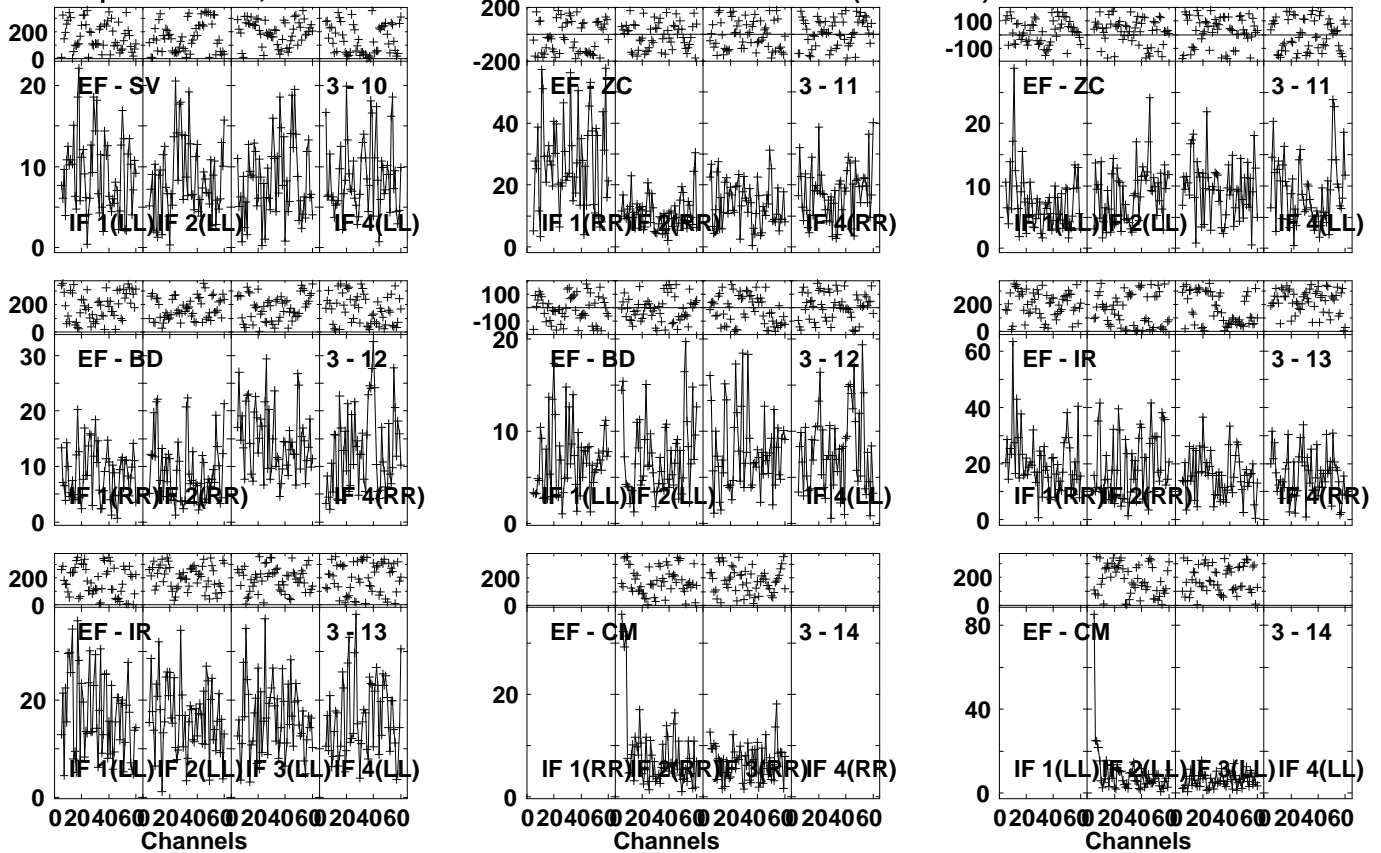 200 0
200 -200
100 -100
EF - SV 3 - 10
EF - ZC 3 - 11
EF - ZC 3 - 11
20 10 0
40 20 0
20 10 0
IF 1(LL) IF 2(LL) IF 4(LL)
IF 1(RR) IF 2(RR) IF 4(RR)
IF 1(LL) IF 2(LL) IF 4(LL)
200 0
100 -100
200 0
EF - BD 3 - 12
EF - BD 3 - 12
EF - IR 3 - 13
30 20 10 0
20 10 0
60 40 20 0
IF 1(RR) IF 2(RR) IF 4(RR)
IF 1(LL) IF 2(LL) IF 4(LL)
IF 1(RR) IF 2(RR) IF 4(RR)
200 0
200 0
200 0
EF - IR 3 - 13
EF - CM 3 - 14
EF - CM 3 - 14
20 0
20 0
80 40 20 0
IF 1(LL) IF 2(LL) IF 3(LL) IF 4(LL)
IF 1(RR) IF 2(RR) IF 3(RR) IF 4(RR)
IF 1(LL) IF 2(LL) IF 3(LL) IF 4(LL)
0 20 40 60 0 20 40 60 0 20 40 60 0 20 40 60
0 20 40 60 0 20 40 60 0 20 40 60 0 20 40 60
0 20 40 60 0 20 40 60 0 20 40 60 0 20 40 60
Channels
Channels
Channels